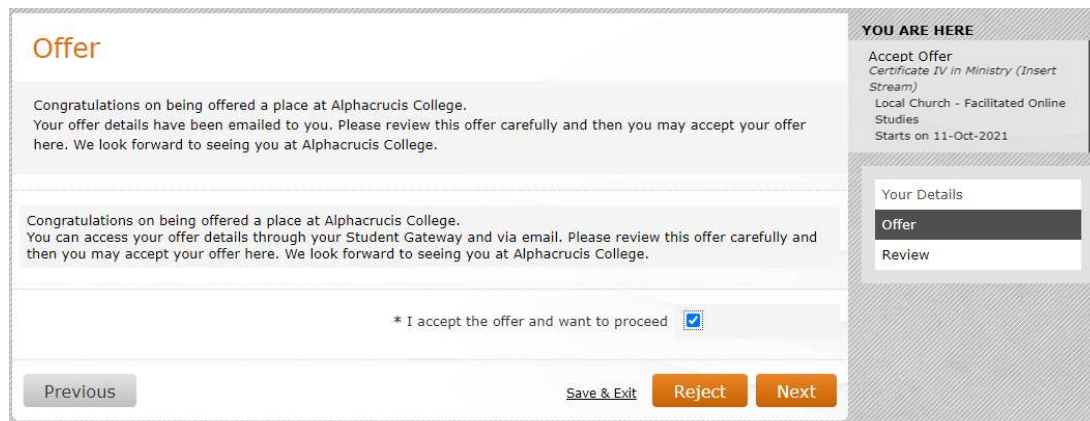 Offer
Congratulations on being offered a place at Alphacrucis College.
Your offer details have been emailed to you. Please review this offer carefully and then you may accept your offer
here. We look forward to seeing you at Alphacrucis College.
Congratulations on being offered a place at Alphacrucis College.
You can access your offer details through your Student Gateway and via email. Please review this offer carefully and
then you may accept your offer here. We look forward to seeing you at Alphacrucis College.
* I accept the offer and want to proceed
Previous
Save & Exit
Reject
Next
YOU ARE HERE
Accept Offer
Certificate IV in Ministry (Insert
Stream)
Local Church - Facilitated Online
Studies
Starts on 11-Oct-2021
Your Details
Offer
Review